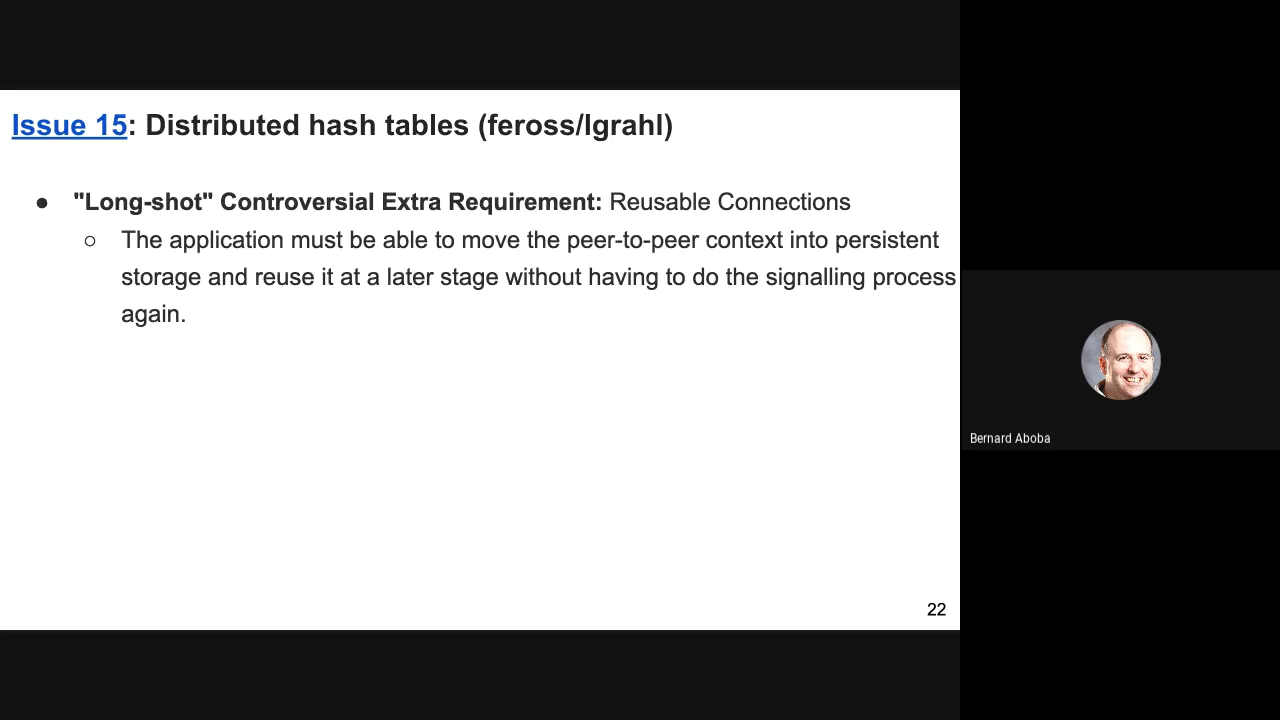 Issue 15: Distributed hash tables (feross/lgrahl)
● "Long-shot" Controversial Extra Requirement: Reusable Connections
○ The application must be able to move the peer-to-peer context into persistent
storage and reuse it at a later stage without having to do the signalling process
again.
Bernard Aboba
22